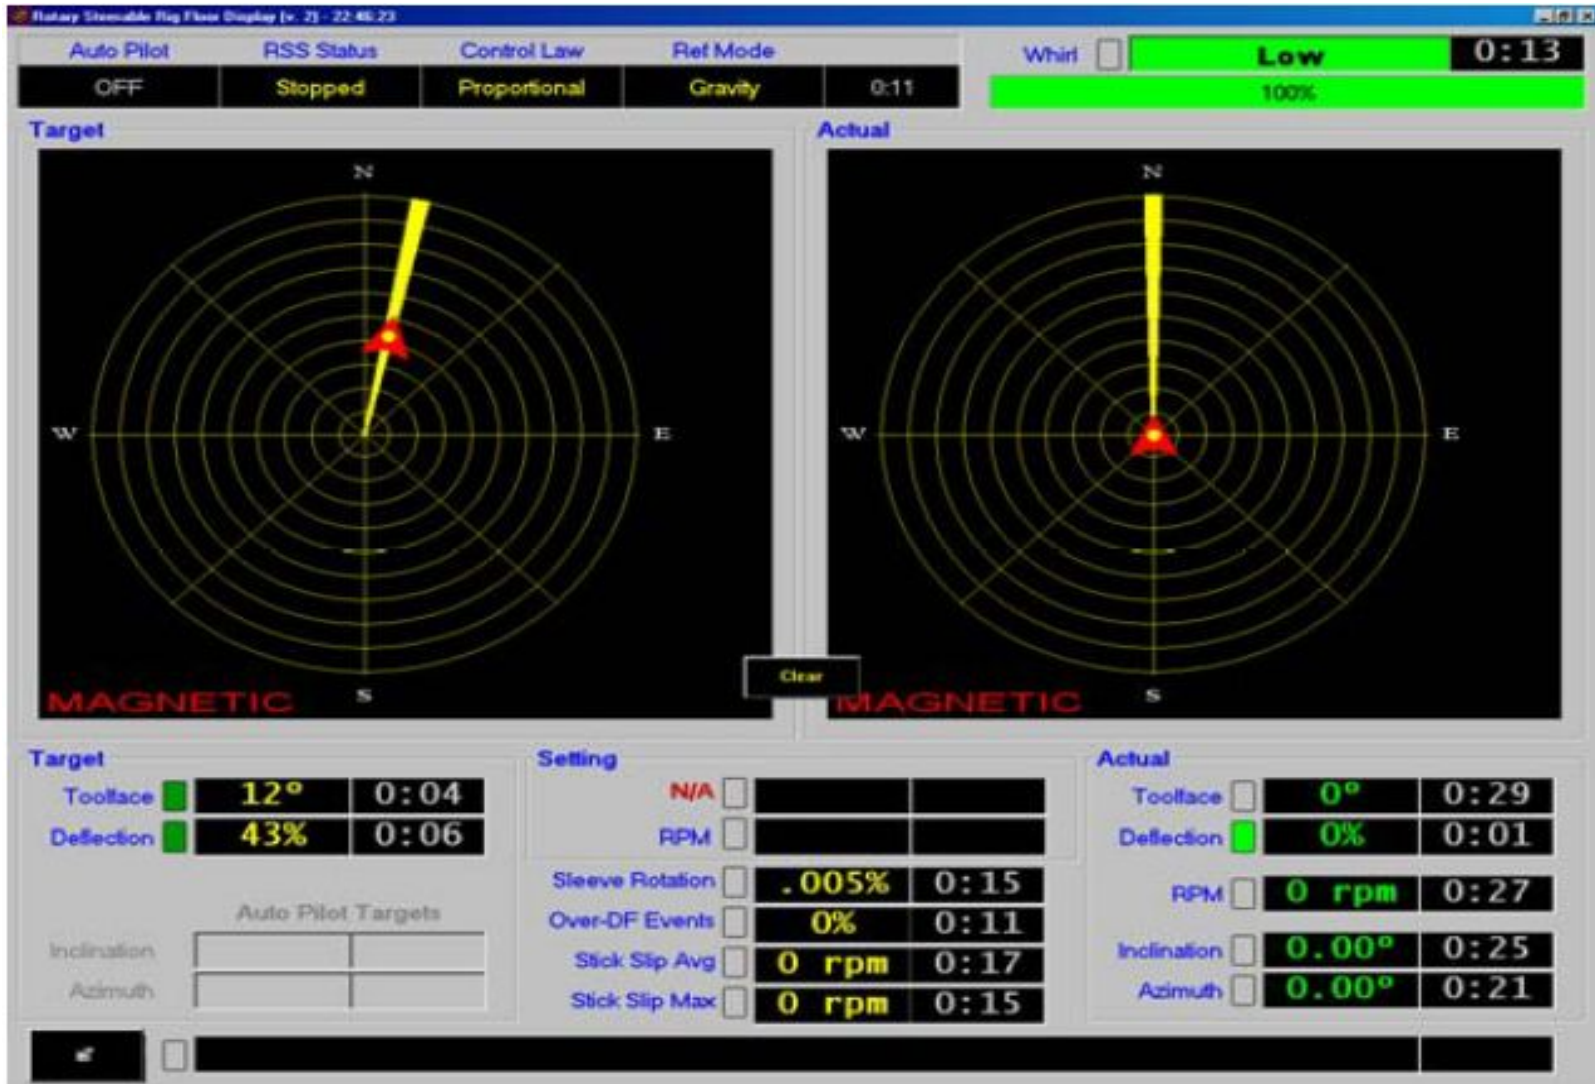 Rotary Steerable Rig Floor Display [v. 2] - 22:46:23
Auto Pilot RSS Status Control Law Ref Mode
OFF Stopped Proportional Gravity 0:11
Whirl Low 0:13
100%
Target
N
W E
S
MAGNETIC
Clear
Actual
N
W E
S
MAGNETIC
Target
Toolface 12° 0:04
Deflection 43% 0:06
Auto Pilot Targets
Inclination
Azimuth
Setting
N/A
RPM
Sleeve Rotation .005% 0:15
Over-DF Events 0% 0:11
Stick Slip Avg 0 rpm 0:17
Stick Slip Max 0 rpm 0:15
Actual
Toolface 0° 0:29
Deflection 0% 0:01
RPM 0 rpm 0:27
Inclination 0.00° 0:25
Azimuth 0.00° 0:21